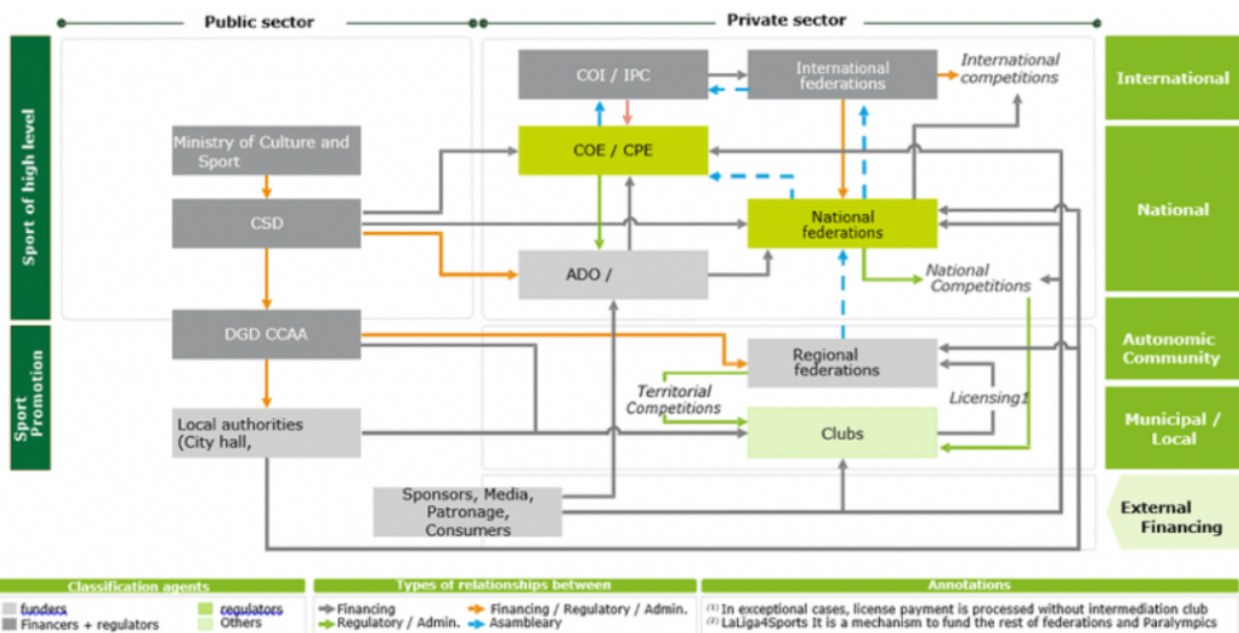 Public sector
Private sector
Sport of high level
Sport
Promotion
COI / IPC
International
federations
International
competitions
International
Ministry of Culture and
Sport
COE / CPE
CSD
National
federations
National
ADO /
National
Competitions
DGD CCAA
Regional
federations
Autonomic
Community
Territorial
Competitions
Licensing1
Local authorities
(City hall,
Clubs
Municipal /
Local
Sponsors, Media,
Patronage,
Consumers
External
Financing
Classification agents
funders
regulators
Financers + regulators
Others
Types of relationships between
Financing
Financing / Regulatory / Admin.
Regulatory / Admin.
Asambleary
Annotations
(1) In exceptional cases, license payment is processed without intermediation club
(2) LaLiga4Sports It is a mechanism to fund the rest of federations and Paralympics